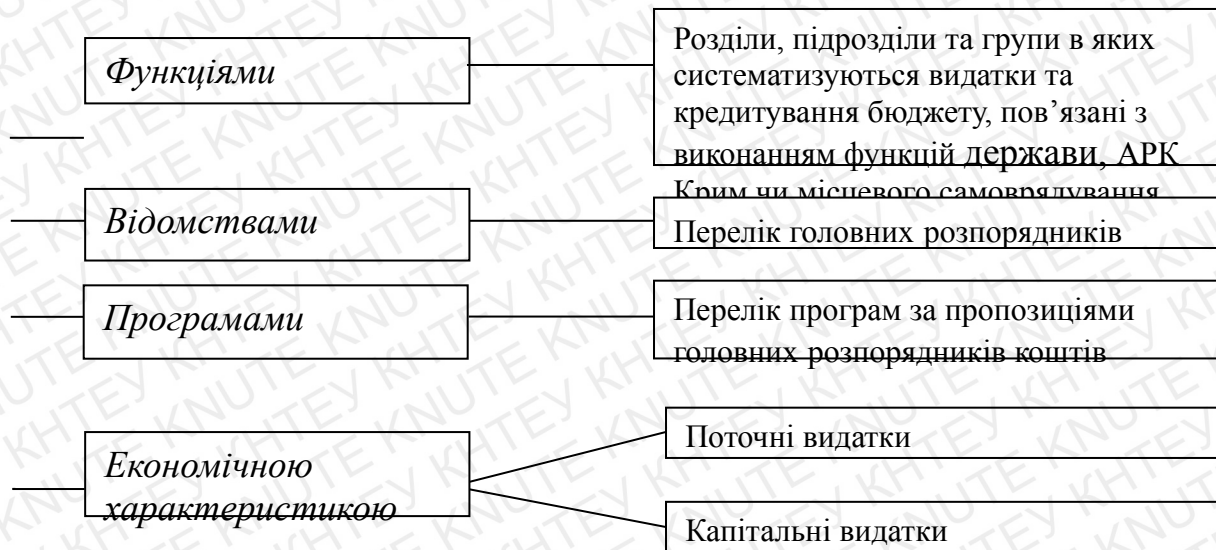 Функціями
Розділи, підрозділи та групи в яких
систематизуються видатки та
кредитування бюджету, пов’язані з
виконанням функцій держави, АРК
Крим чи місцевого самоврядування
Відомствами
Перелік головних розпорядників
Програмами
Перелік програм за пропозиціями
головних розпорядників коштів
Економічною
характеристикою
Поточні видатки
Капітальні видатки